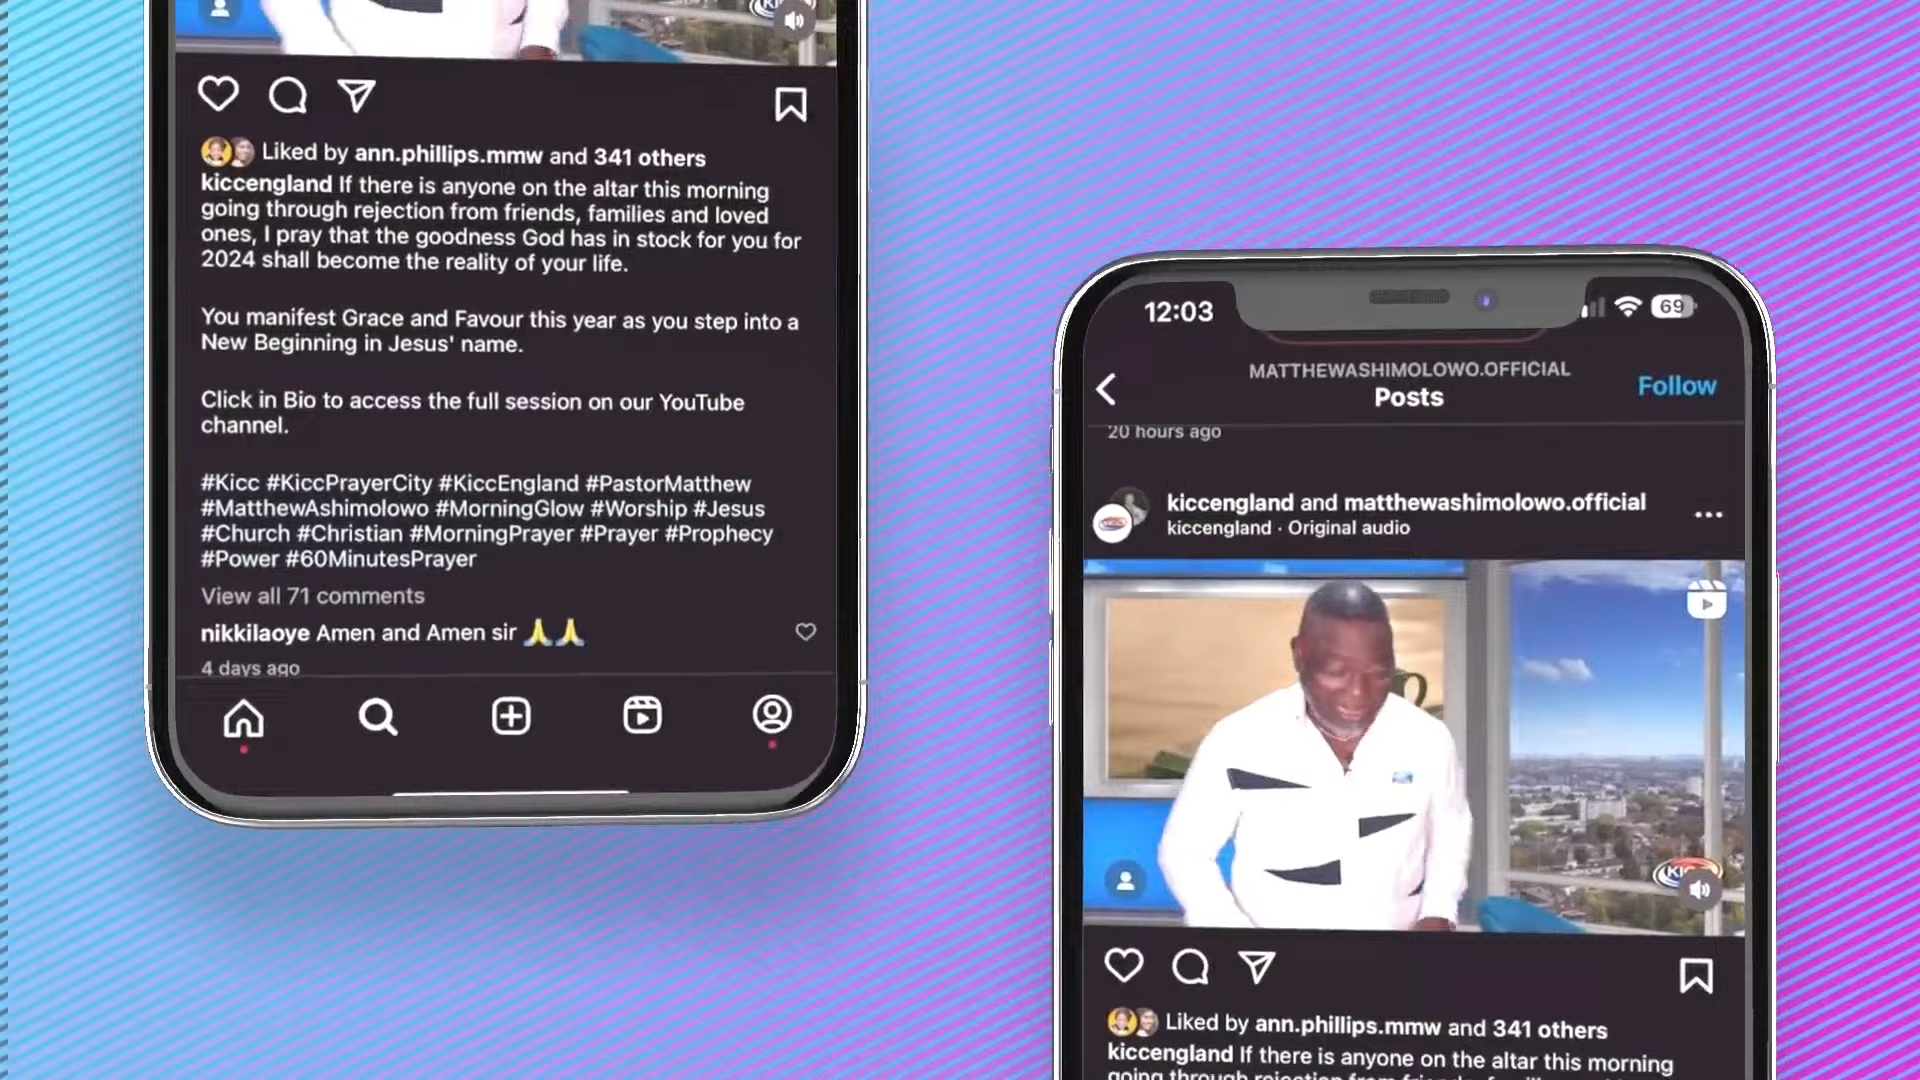 Liked by ann.phillips.mmw and 341 others
kiccengland If there is anyone on the altar this morning
going through rejection from friends, families and loved
ones, I pray that the goodness God has in stock for you for
2024 shall become the reality of your life.
You manifest Grace and Favour this year as you step into a
New Beginning in Jesus' name.
Click in Bio to access the full session on our YouTube
channel.
#Kicc #KiccPrayerCity #KiccEngland #PastorMatthew
#MatthewAshimolowo #MorningGlow #Worship #Jesus
#Church #Christian #MorningPrayer #Prayer #Prophecy
#Power #60MinutesPrayer
View all 71 comments
nikkilaoye Amen and Amen sir 🙏🙏
4 days ago
12:03
69
MATTHEWASHIMOLOWO.OFFICIAL
Posts
Follow
20 hours ago
kiccengland and matthewashimolowo.official
kiccengland · Original audio
Liked by ann.phillips.mmw and 341 others
kiccengland If there is anyone on the altar this morning
going through rejection from friends, families